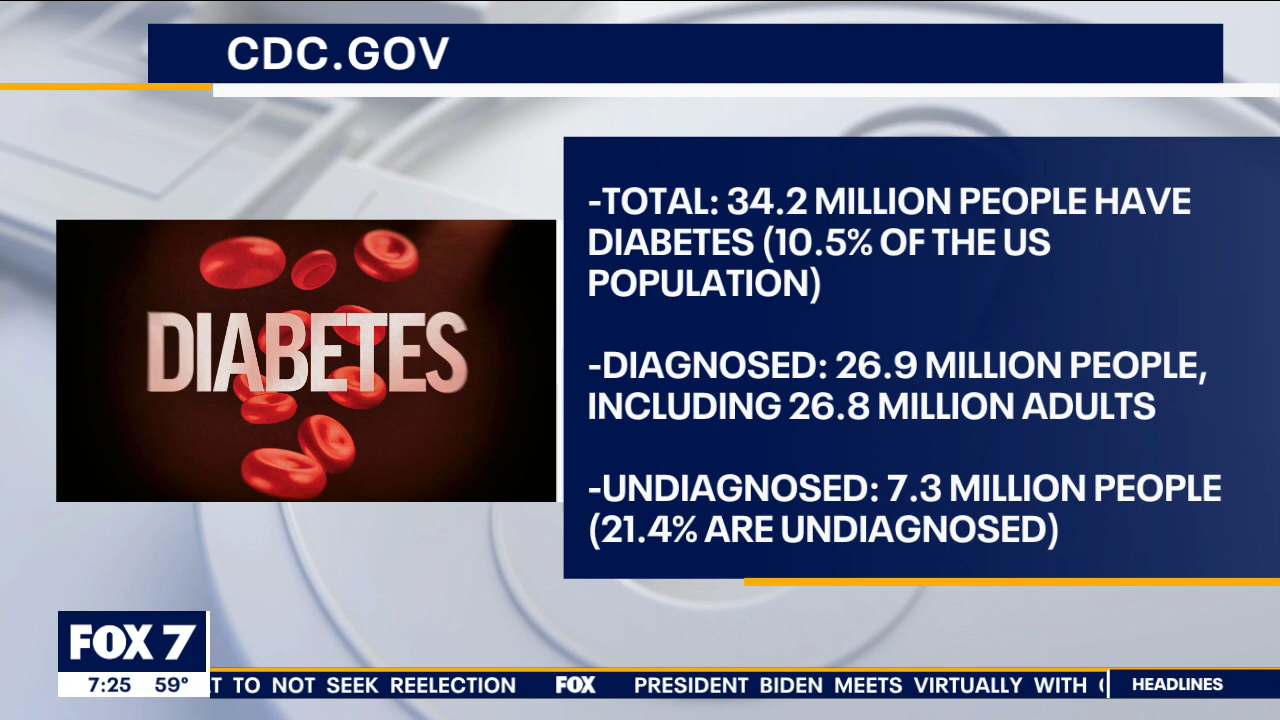 CDC.GOV
-TOTAL: 34.2 MILLION PEOPLE HAVE
DIABETES (10.5% OF THE US
POPULATION)
-DIAGNOSED: 26.9 MILLION PEOPLE,
INCLUDING 26.8 MILLION ADULTS
-UNDIAGNOSED: 7.3 MILLION PEOPLE
(21.4% ARE UNDIAGNOSED)
DIABETES
FOX 7
7:25 59°
TO NOT SEEK REELECTION FOX PRESIDENT BIDEN MEETS VIRTUALLY WITH
HEADLINES